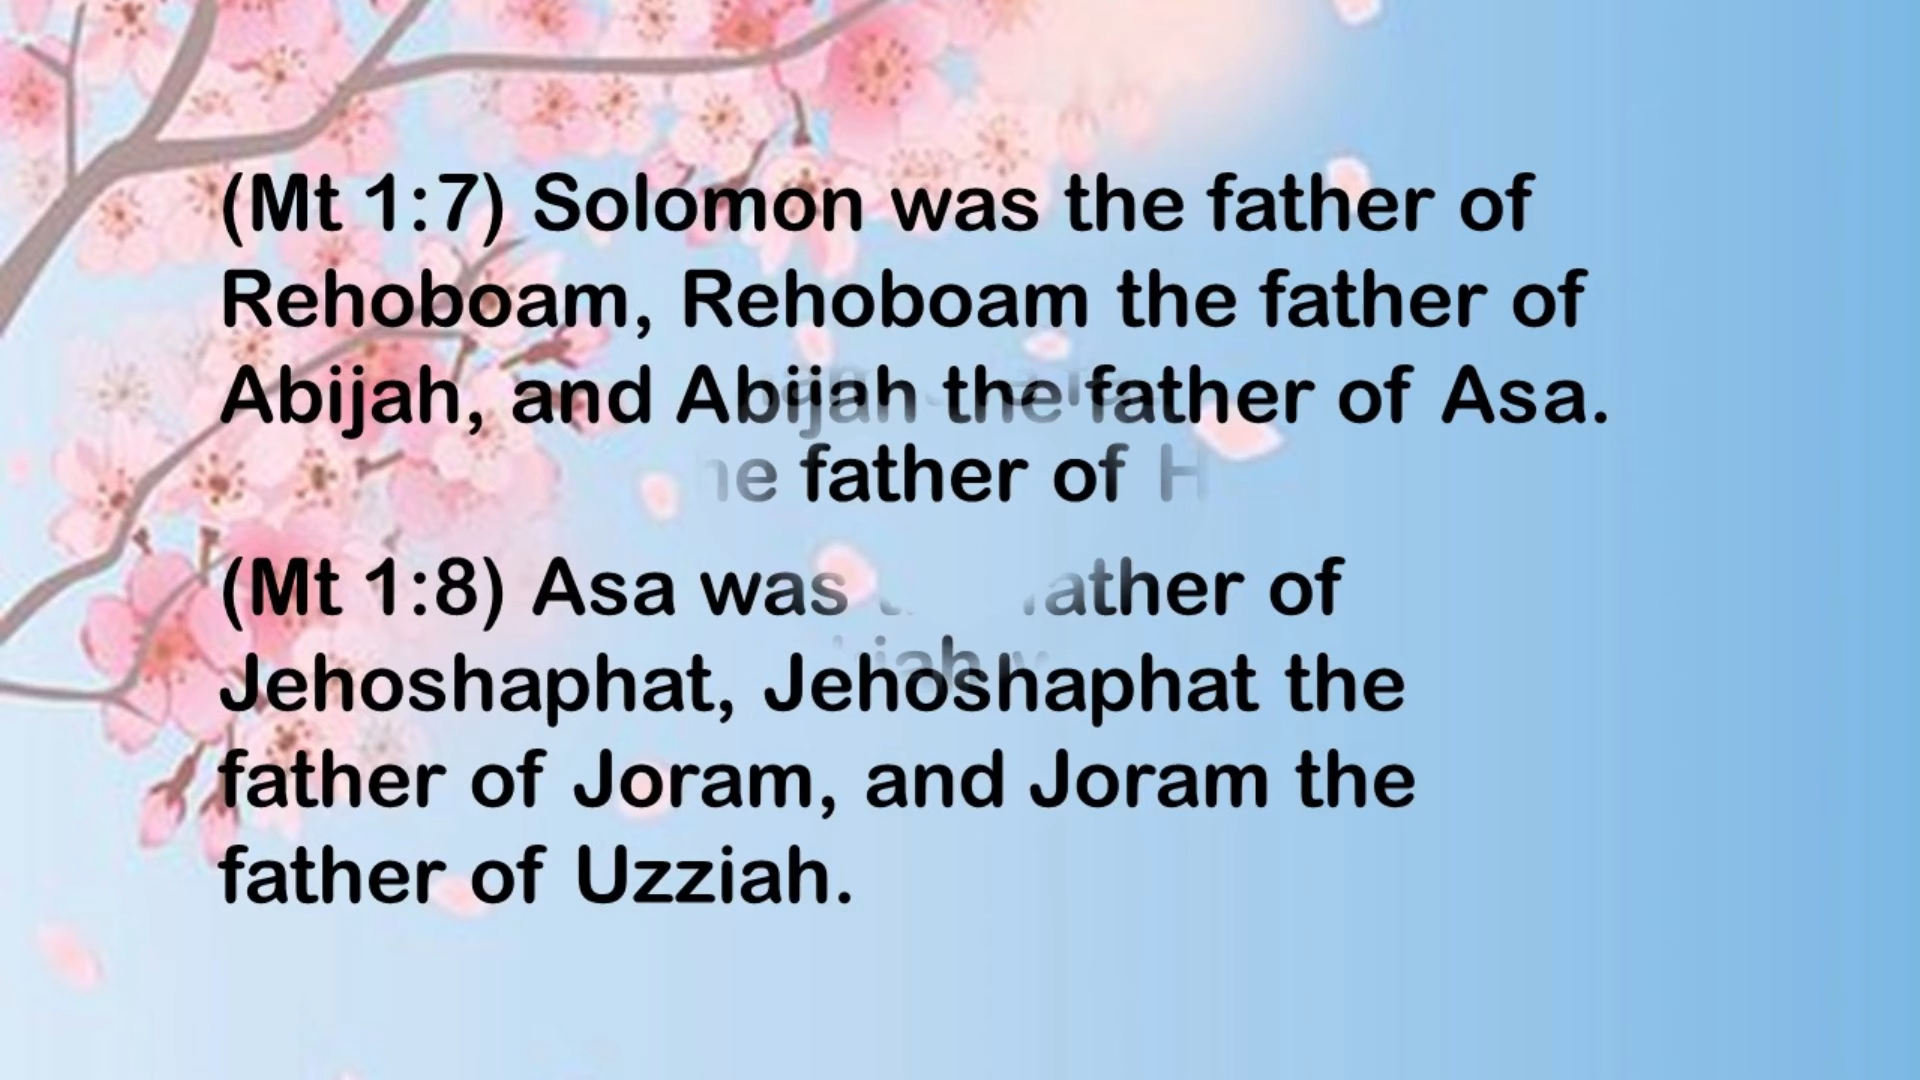 (Mt 1:7) Solomon was the father of
Rehoboam, Rehoboam the father of
Abijah, and Abijah the father of Asa.
father of
(Mt 1:8) Asa was father of
Jehoshaphat, Jehoshaphat the
father of Joram, and Joram the
father of Uzziah.